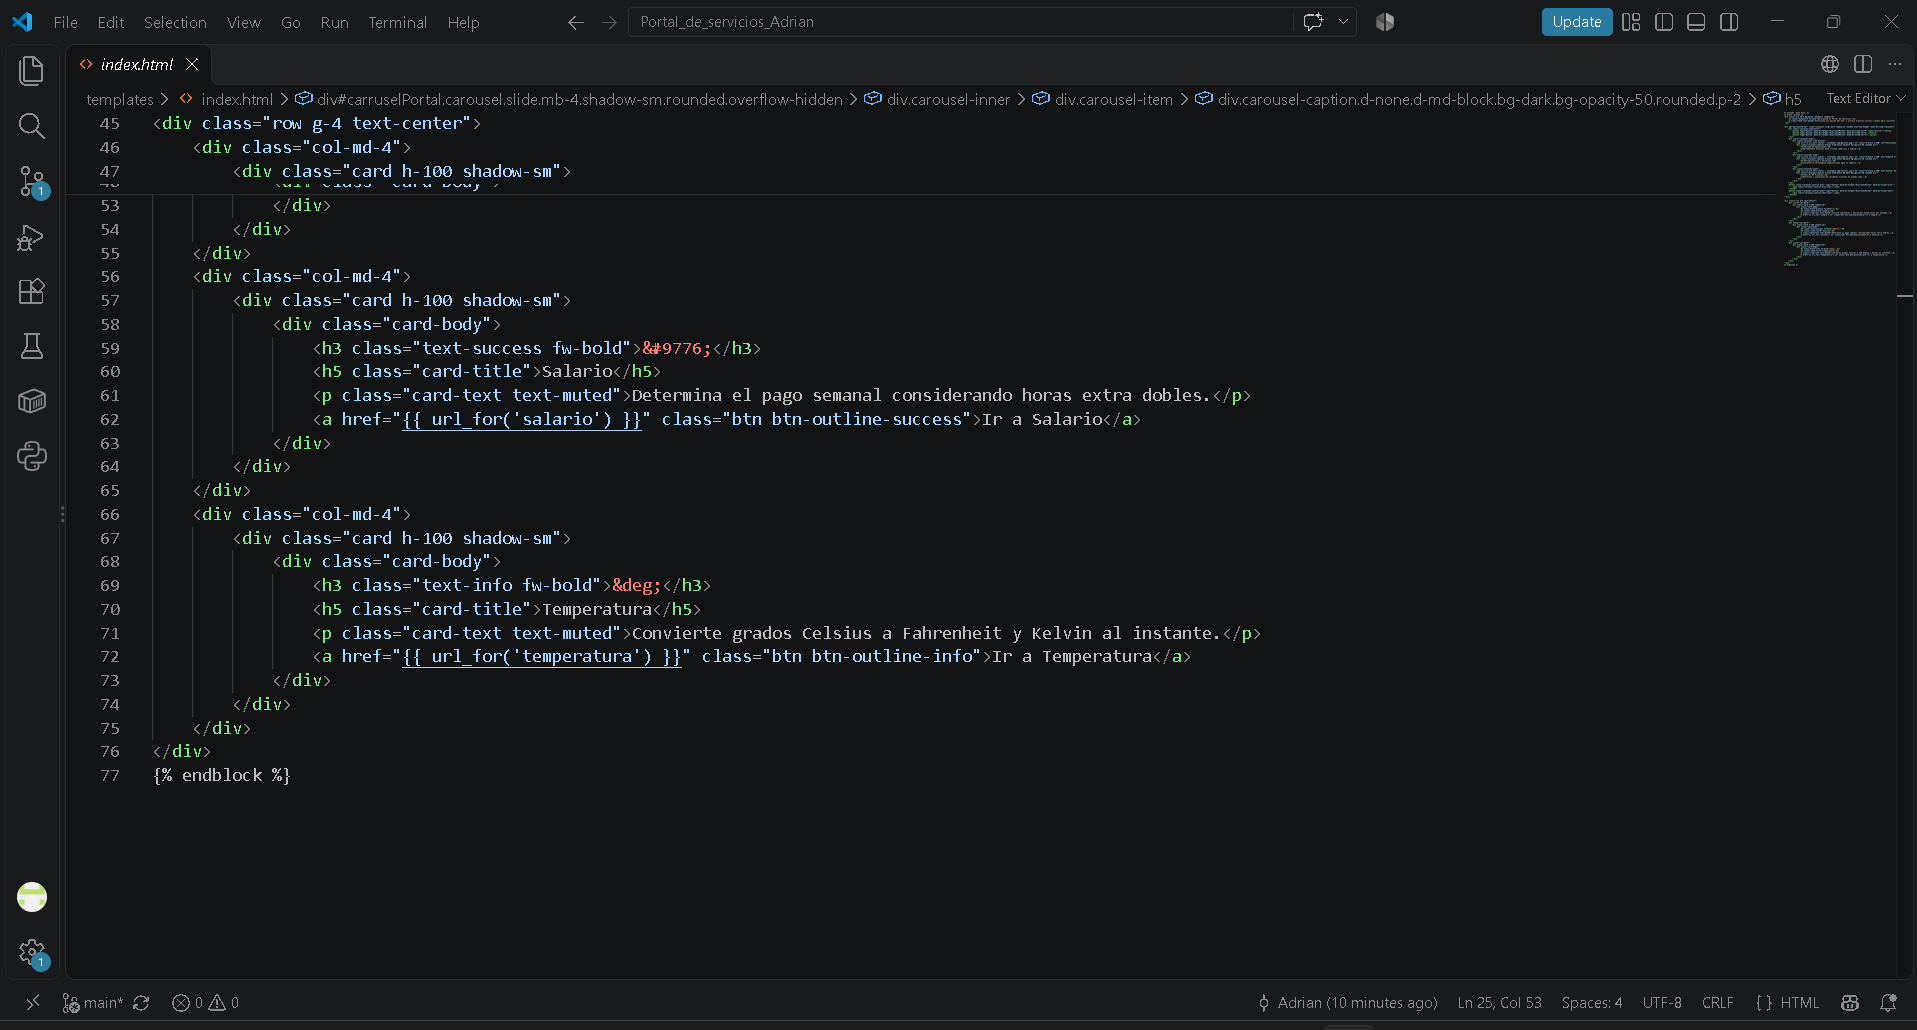 File Edit Selection View Go Run Terminal Help
Portal_de_servicios_Adrian
Update
index.html
templates > index.html > div#carruselPortal.carousel.slide.mb-4.shadow-sm.rounded.overflow-hidden > div.carousel-inner > div.carousel-item > div.carousel-caption.d-none.d-md-block.bg-dark.bg-opacity-50.rounded.p-2 > h5
Text Editor
45 <div class="row g-4 text-center">
46 <div class="col-md-4">
47 <div class="card h-100 shadow-sm">
48 <div class="card-body">
53 </div>
54 </div>
55 </div>
56 <div class="col-md-4">
57 <div class="card h-100 shadow-sm">
58 <div class="card-body">
59 <h3 class="text-success fw-bold">&#9776;</h3>
60 <h5 class="card-title">Salario</h5>
61 <p class="card-text text-muted">Determina el pago semanal considerando horas extra dobles.</p>
62 <a href="{{ url_for('salario') }}" class="btn btn-outline-success">Ir a Salario</a>
63 </div>
64 </div>
65 </div>
66 <div class="col-md-4">
67 <div class="card h-100 shadow-sm">
68 <div class="card-body">
69 <h3 class="text-info fw-bold">&deg;</h3>
70 <h5 class="card-title">Temperatura</h5>
71 <p class="card-text text-muted">Convierte grados Celsius a Fahrenheit y Kelvin al instante.</p>
72 <a href="{{ url_for('temperatura') }}" class="btn btn-outline-info">Ir a Temperatura</a>
73 </div>
74 </div>
75 </div>
76 </div>
77 {% endblock %}
1
1
main* 0 0
Adrian (10 minutes ago) Ln 25, Col 53 Spaces: 4 UTF-8 CRLF { } HTML